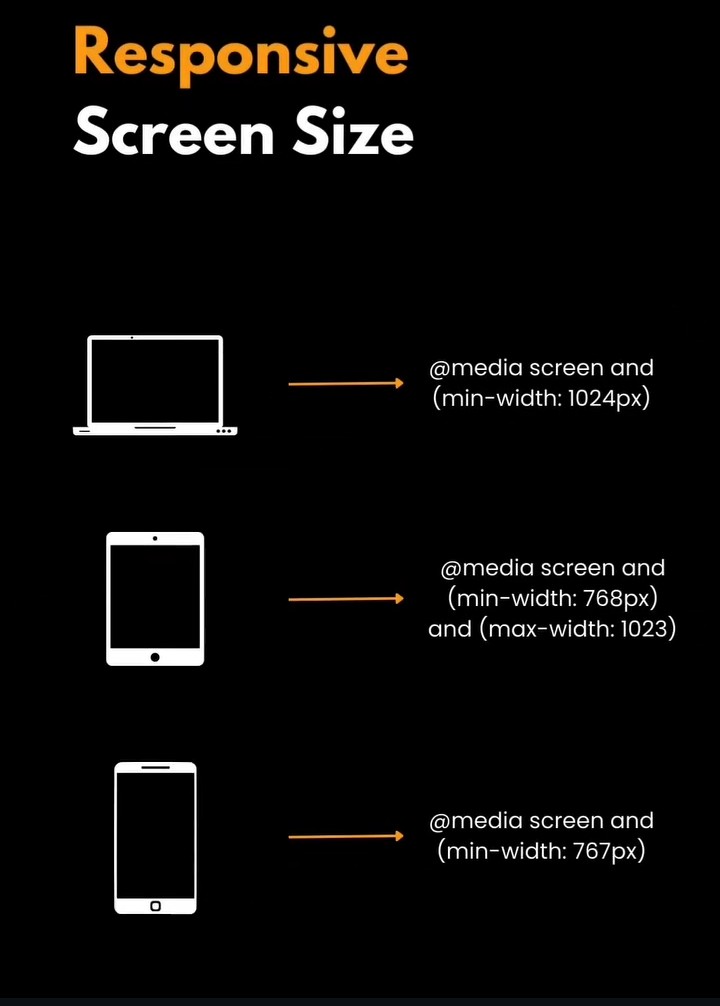 Responsive
Screen Size
@media screen and
(min-width: 1024px)
@media screen and
(min-width: 768px)
and (max-width: 1023)
@media screen and
(min-width: 767px)